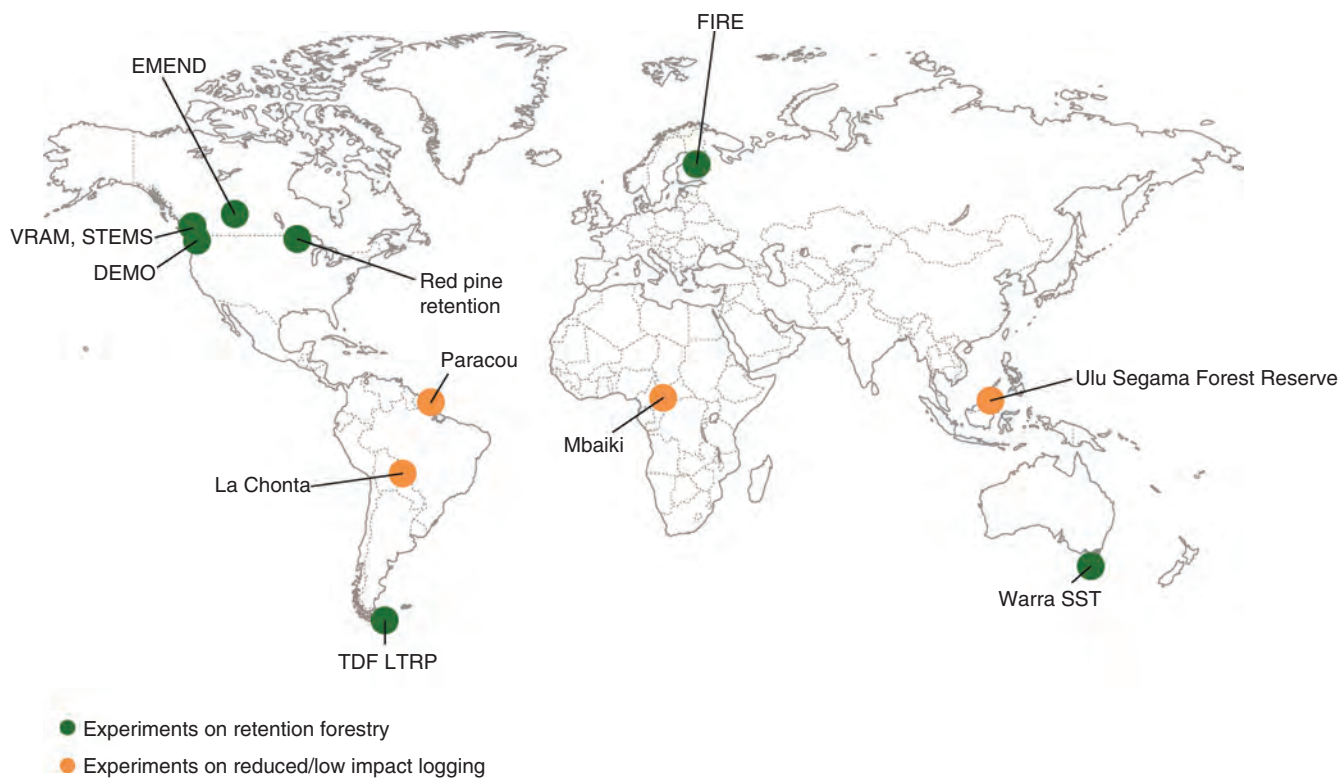 FIRE
EMEND
VRAM, STEMS
DEMO
Red pine
retention
Paracou
Ulu Segama Forest Reserve
Mbaiki
La Chonta
Warra SST
TDF LTRP
Experiments on retention forestry
Experiments on reduced/low impact logging